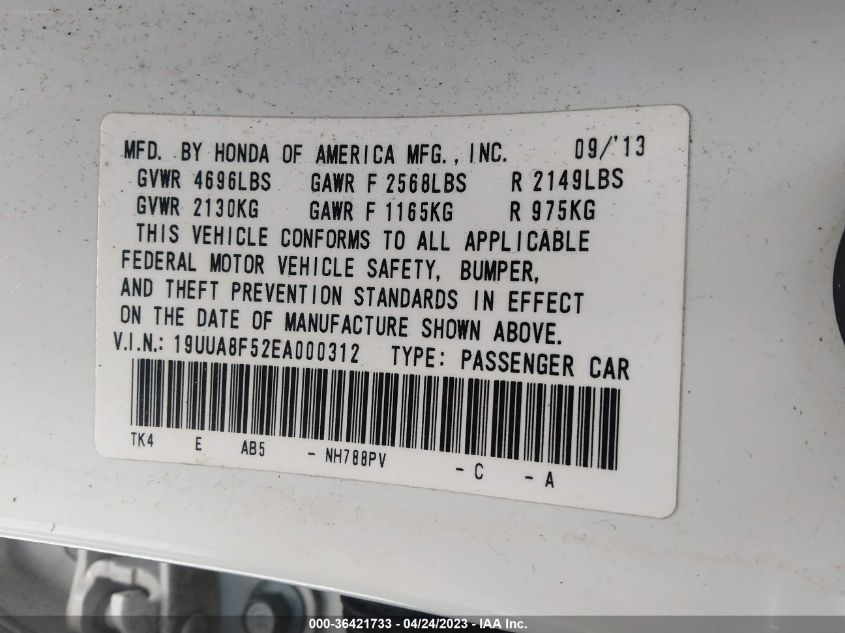 MFD. BY HONDA OF AMERICA MFG., INC. 09/'13
GVWR 4696LBS GAWR F 2568LBS R 2149LBS
GVWR 2130KG GAWR F 1165KG R 975KG
THIS VEHICLE CONFORMS TO ALL APPLICABLE
FEDERAL MOTOR VEHICLE SAFETY, BUMPER,
AND THEFT PREVENTION STANDARDS IN EFFECT
ON THE DATE OF MANUFACTURE SHOWN ABOVE.
V.I.N.: 19UUA8F52EA000312 TYPE: PASSENGER CAR
TK4 E AB5 - NH788PV - C - A
000-36421733 - 04/24/2023 - IAA Inc.